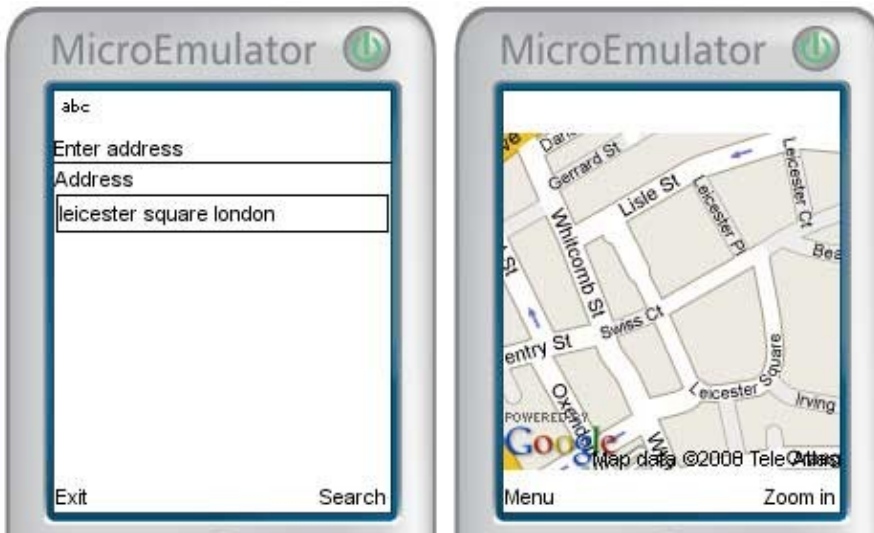 MicroEmulator
abc
Enter address
Address
leicester square london
Exit
Search
MicroEmulator
Gerrard St
Lisle St
Leicester Pl
Leicester Ct
Whitcomb St
Swiss Ct
entry St
Leicester Square
Irving
POWERED BY
Google
Map data ©2008 Tele
Menu
Zoom in